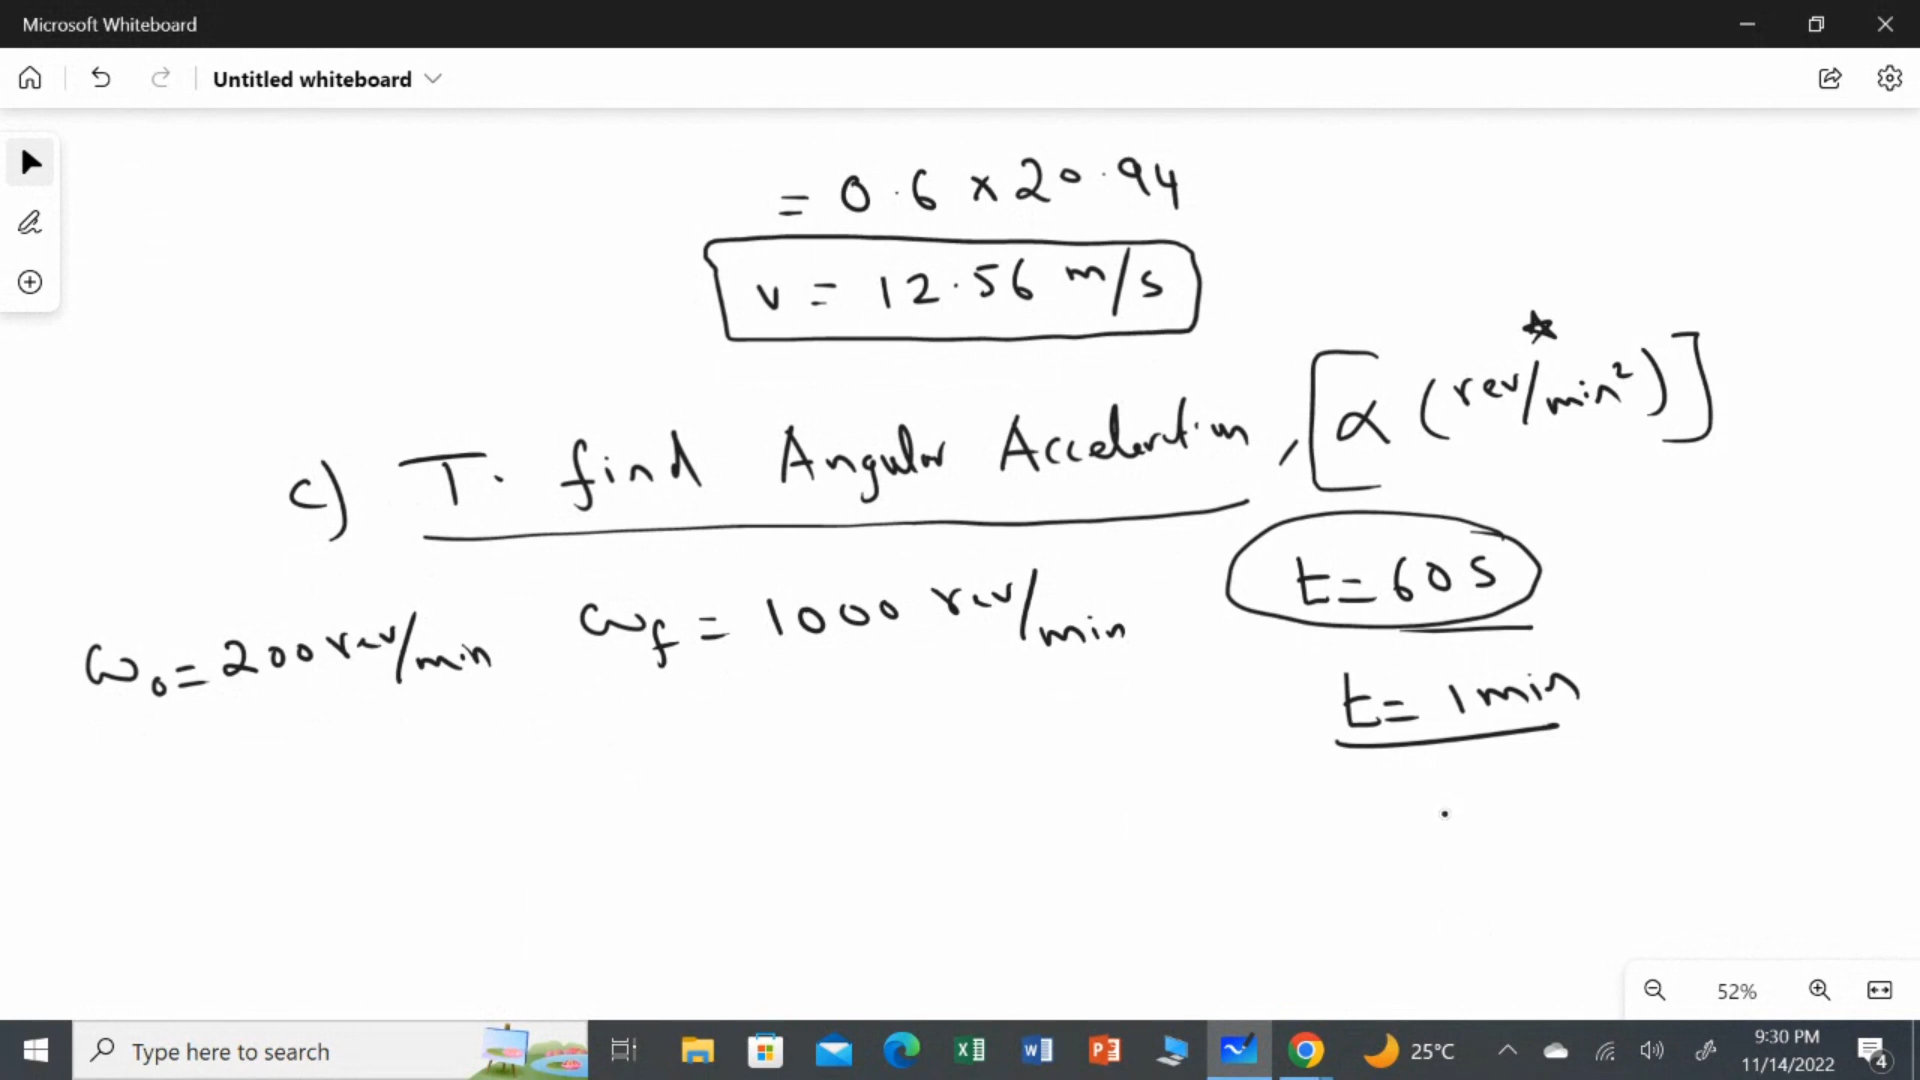 Microsoft Whiteboard
Untitled whiteboard
= 0.6 x 20.94
v = 12.56 m/s
c) To find Angular Acceleration, [α (rev/min²)]
ω₀ = 200 rev/min ωf = 1000 rev/min t = 60 s
t = 1 min
52%
Type here to search
25°C
9:30 PM
11/14/2022
4